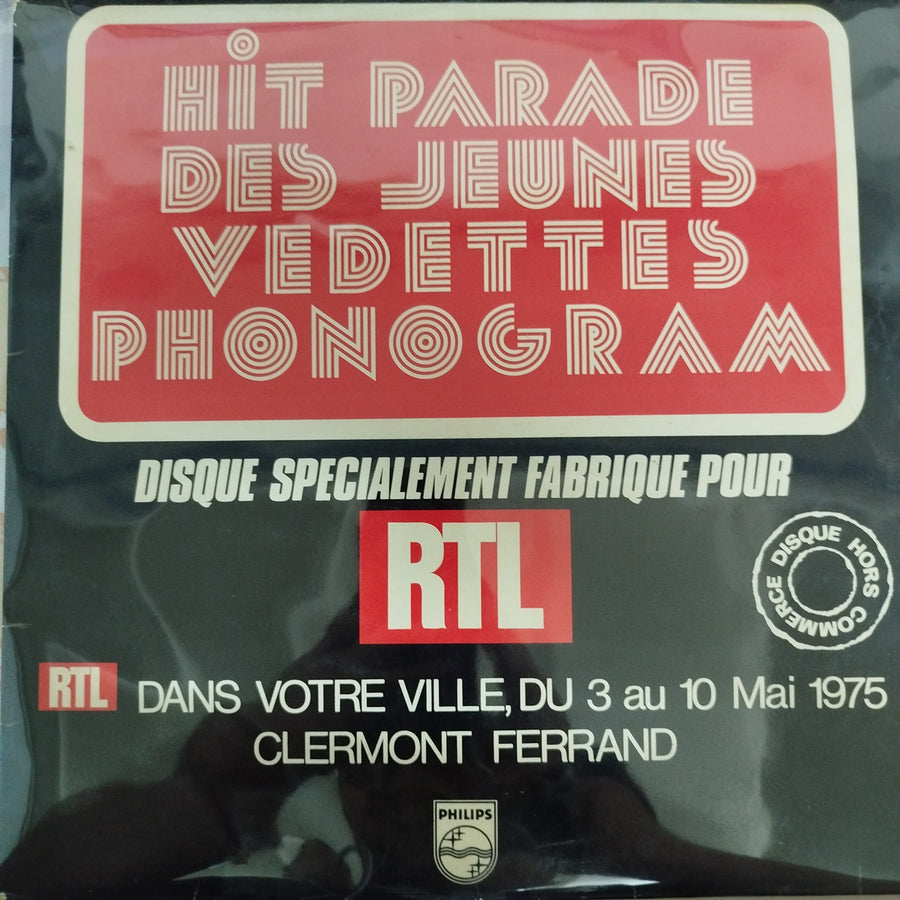 HiT PARADE
DES JEUNES
VEDETTES
PHONOGRAM
DISQUE SPECIALEMENT FABRIQUE POUR
RTL
DISQUE HORS COMMERCE
RTL DANS VOTRE VILLE, DU 3 au 10 Mai 1975
CLERMONT FERRAND
PHILIPS